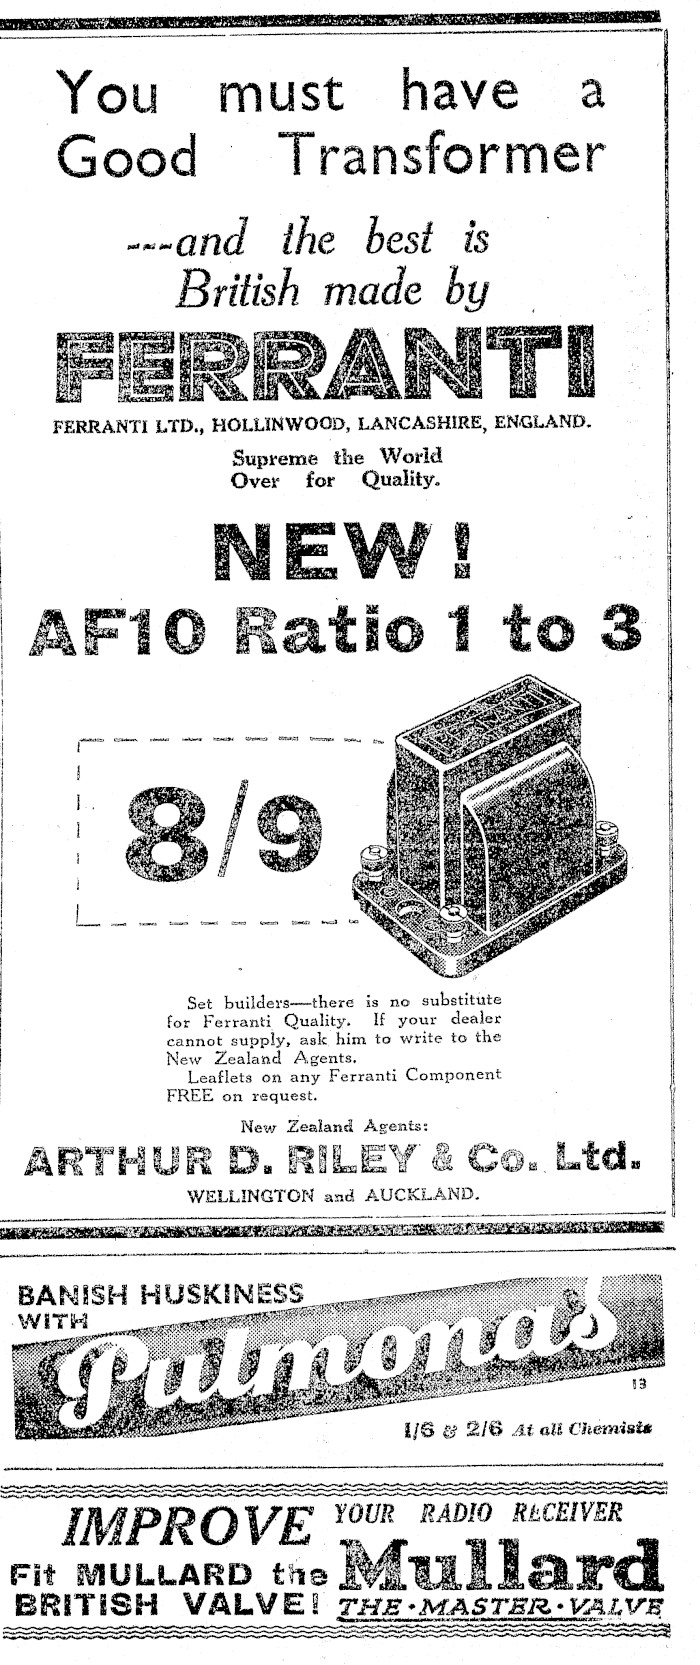 You must have a
Good Transformer
---and the best is
British made by
FERRANTI
FERRANTI LTD., HOLLINWOOD, LANCASHIRE, ENGLAND.
Supreme the World
Over for Quality.
NEW!
AF10 Ratio 1 to 3
FERRANTI
8/9
Set builders—there is no substitute
for Ferranti Quality. If your dealer
cannot supply, ask him to write to the
New Zealand Agents.
Leaflets on any Ferranti Component
FREE on request.
New Zealand Agents:
ARTHUR D. RILEY & Co. Ltd.
WELLINGTON and AUCKLAND.
BANISH HUSKINESS
WITH
Pulmonas
13
1/6 & 2/6 At all Chemists
IMPROVE YOUR RADIO RECEIVER
Fit MULLARD the
BRITISH VALVE!
Mullard
THE·MASTER·VALVE